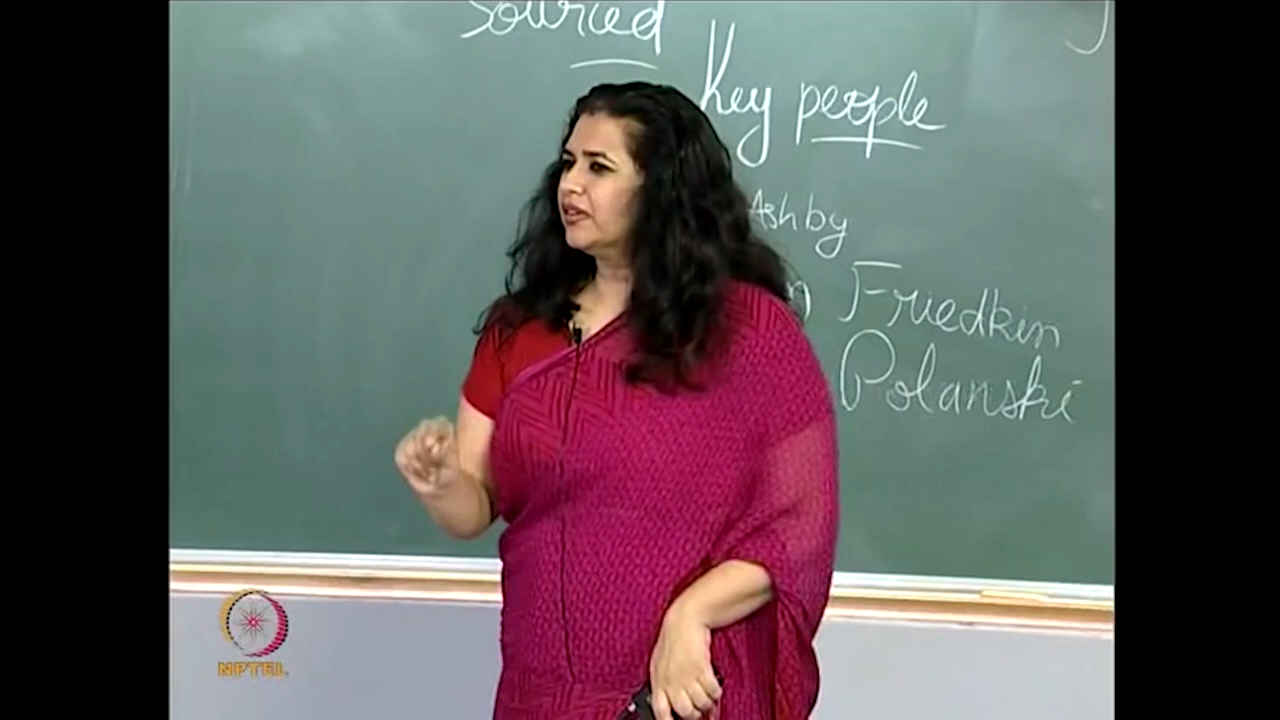 Sourced
Key people
Ashby
Friedkin
Polanski
NPTEL